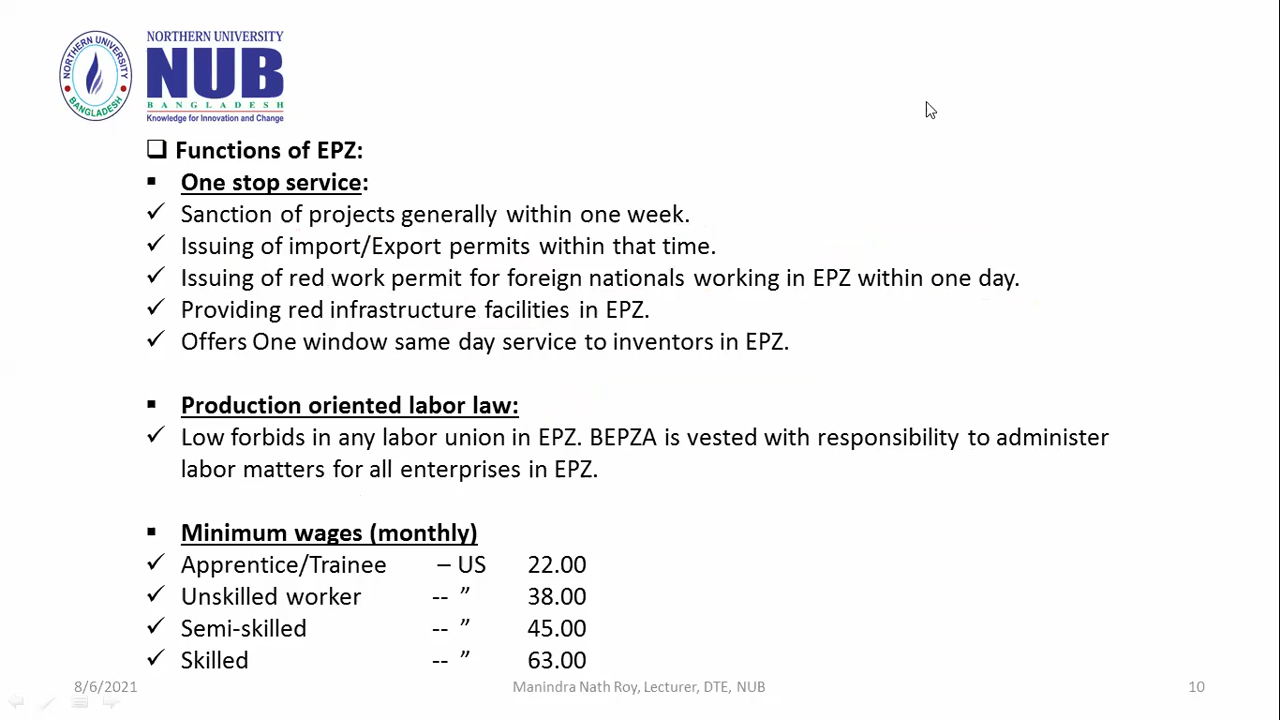 NORTHERN UNIVERSITY
BANGLADESH
NORTHERN UNIVERSITY
NUB
BANGLADESH
Knowledge for Innovation and Change
❑ Functions of EPZ:
▪ One stop service:
✓ Sanction of projects generally within one week.
✓ Issuing of import/Export permits within that time.
✓ Issuing of red work permit for foreign nationals working in EPZ within one day.
✓ Providing red infrastructure facilities in EPZ.
✓ Offers One window same day service to inventors in EPZ.
▪ Production oriented labor law:
✓ Low forbids in any labor union in EPZ. BEPZA is vested with responsibility to administer
labor matters for all enterprises in EPZ.
▪ Minimum wages (monthly)
✓ Apprentice/Trainee – US 22.00
✓ Unskilled worker -- ” 38.00
✓ Semi-skilled -- ” 45.00
✓ Skilled -- ” 63.00
8/6/2021 Manindra Nath Roy, Lecturer, DTE, NUB 10